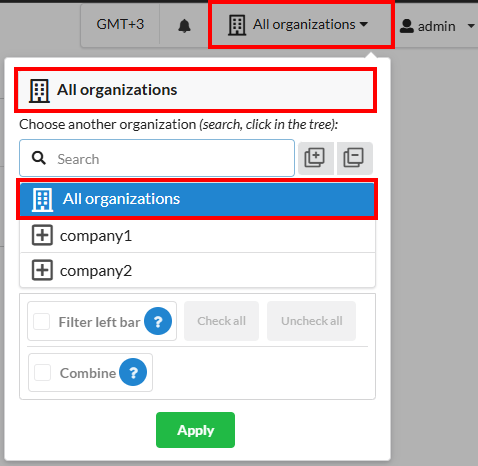 GMT+3 All organizations admin
All organizations
Choose another organization (search, click in the tree):
Search
All organizations
company1
company2
Filter left bar ? Check all Uncheck all
Combine ?
Apply